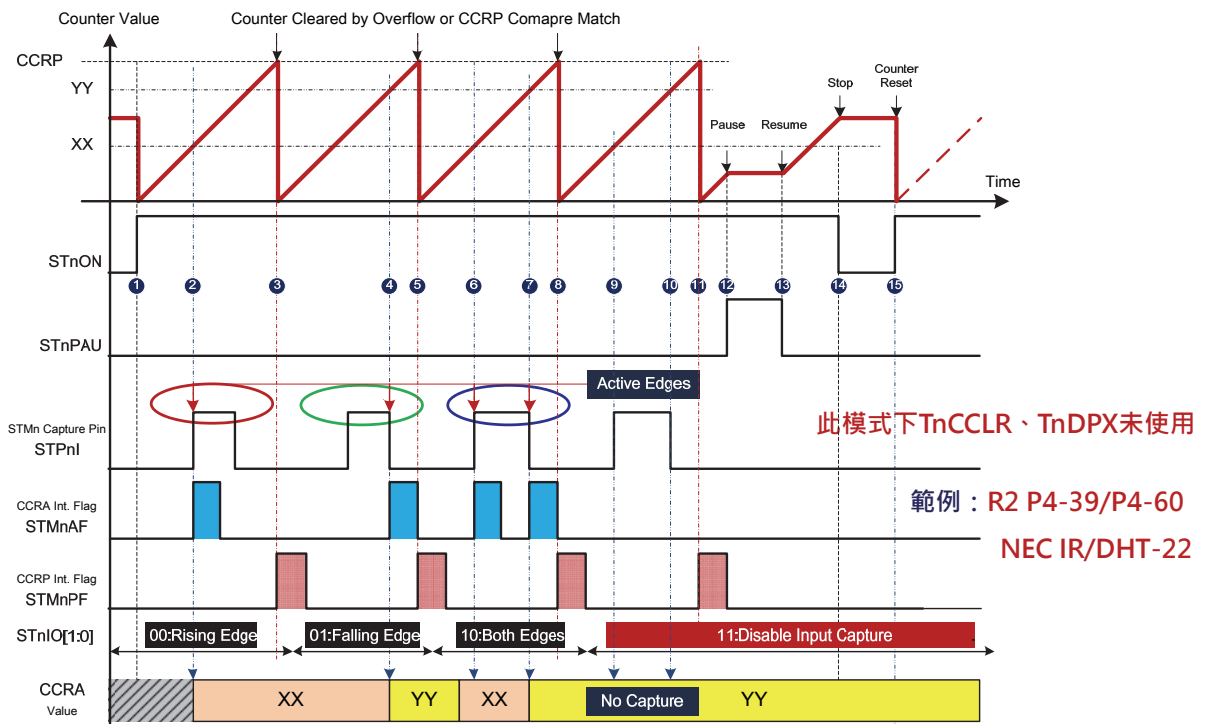 Counter Value
Counter Cleared by Overflow or CCRP Comapre Match
CCRP
YY
XX
Pause
Resume
Stop
Counter
Reset
Time
STnON
1 2 3 4 5 6 7 8 9 10 11 12 13 14 15
STnPAU
Active Edges
STMn Capture Pin
STPnI
此模式下TnCCLR、TnDPX未使用
CCRA Int. Flag
STMnAF
範例：R2 P4-39/P4-60
NEC IR/DHT-22
CCRP Int. Flag
STMnPF
STnIO[1:0]
00:Rising Edge
01:Falling Edge
10:Both Edges
11:Disable Input Capture
CCRA
Value
XX
YY
XX
No Capture
YY